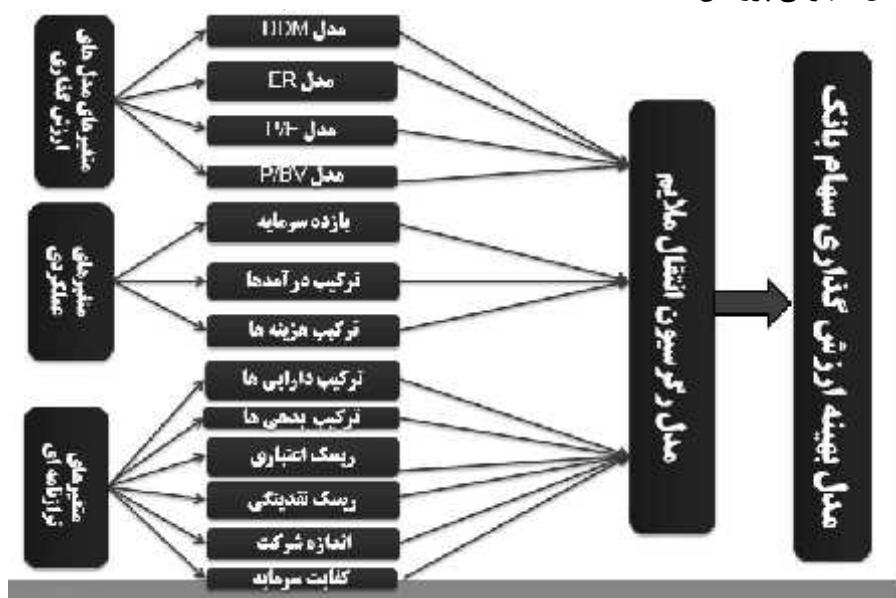 متغیرهای مدل های
ارزش گذاری
مدل DDM
مدل ER
مدل P/E
مدل P/BV
متغیرهای
عملکردی
بازده سرمایه
ترکیب درآمدها
ترکیب هزینه ها
متغیرهای
ترازنامه ای
ترکیب دارایی ها
ترکیب بدهی ها
ریسک اعتباری
ریسک نقدینگی
اندازه شرکت
کفایت سرمایه
مدل رگرسیون انتقال ملایم
مدل بهینه ارزش گذاری سهام بانک